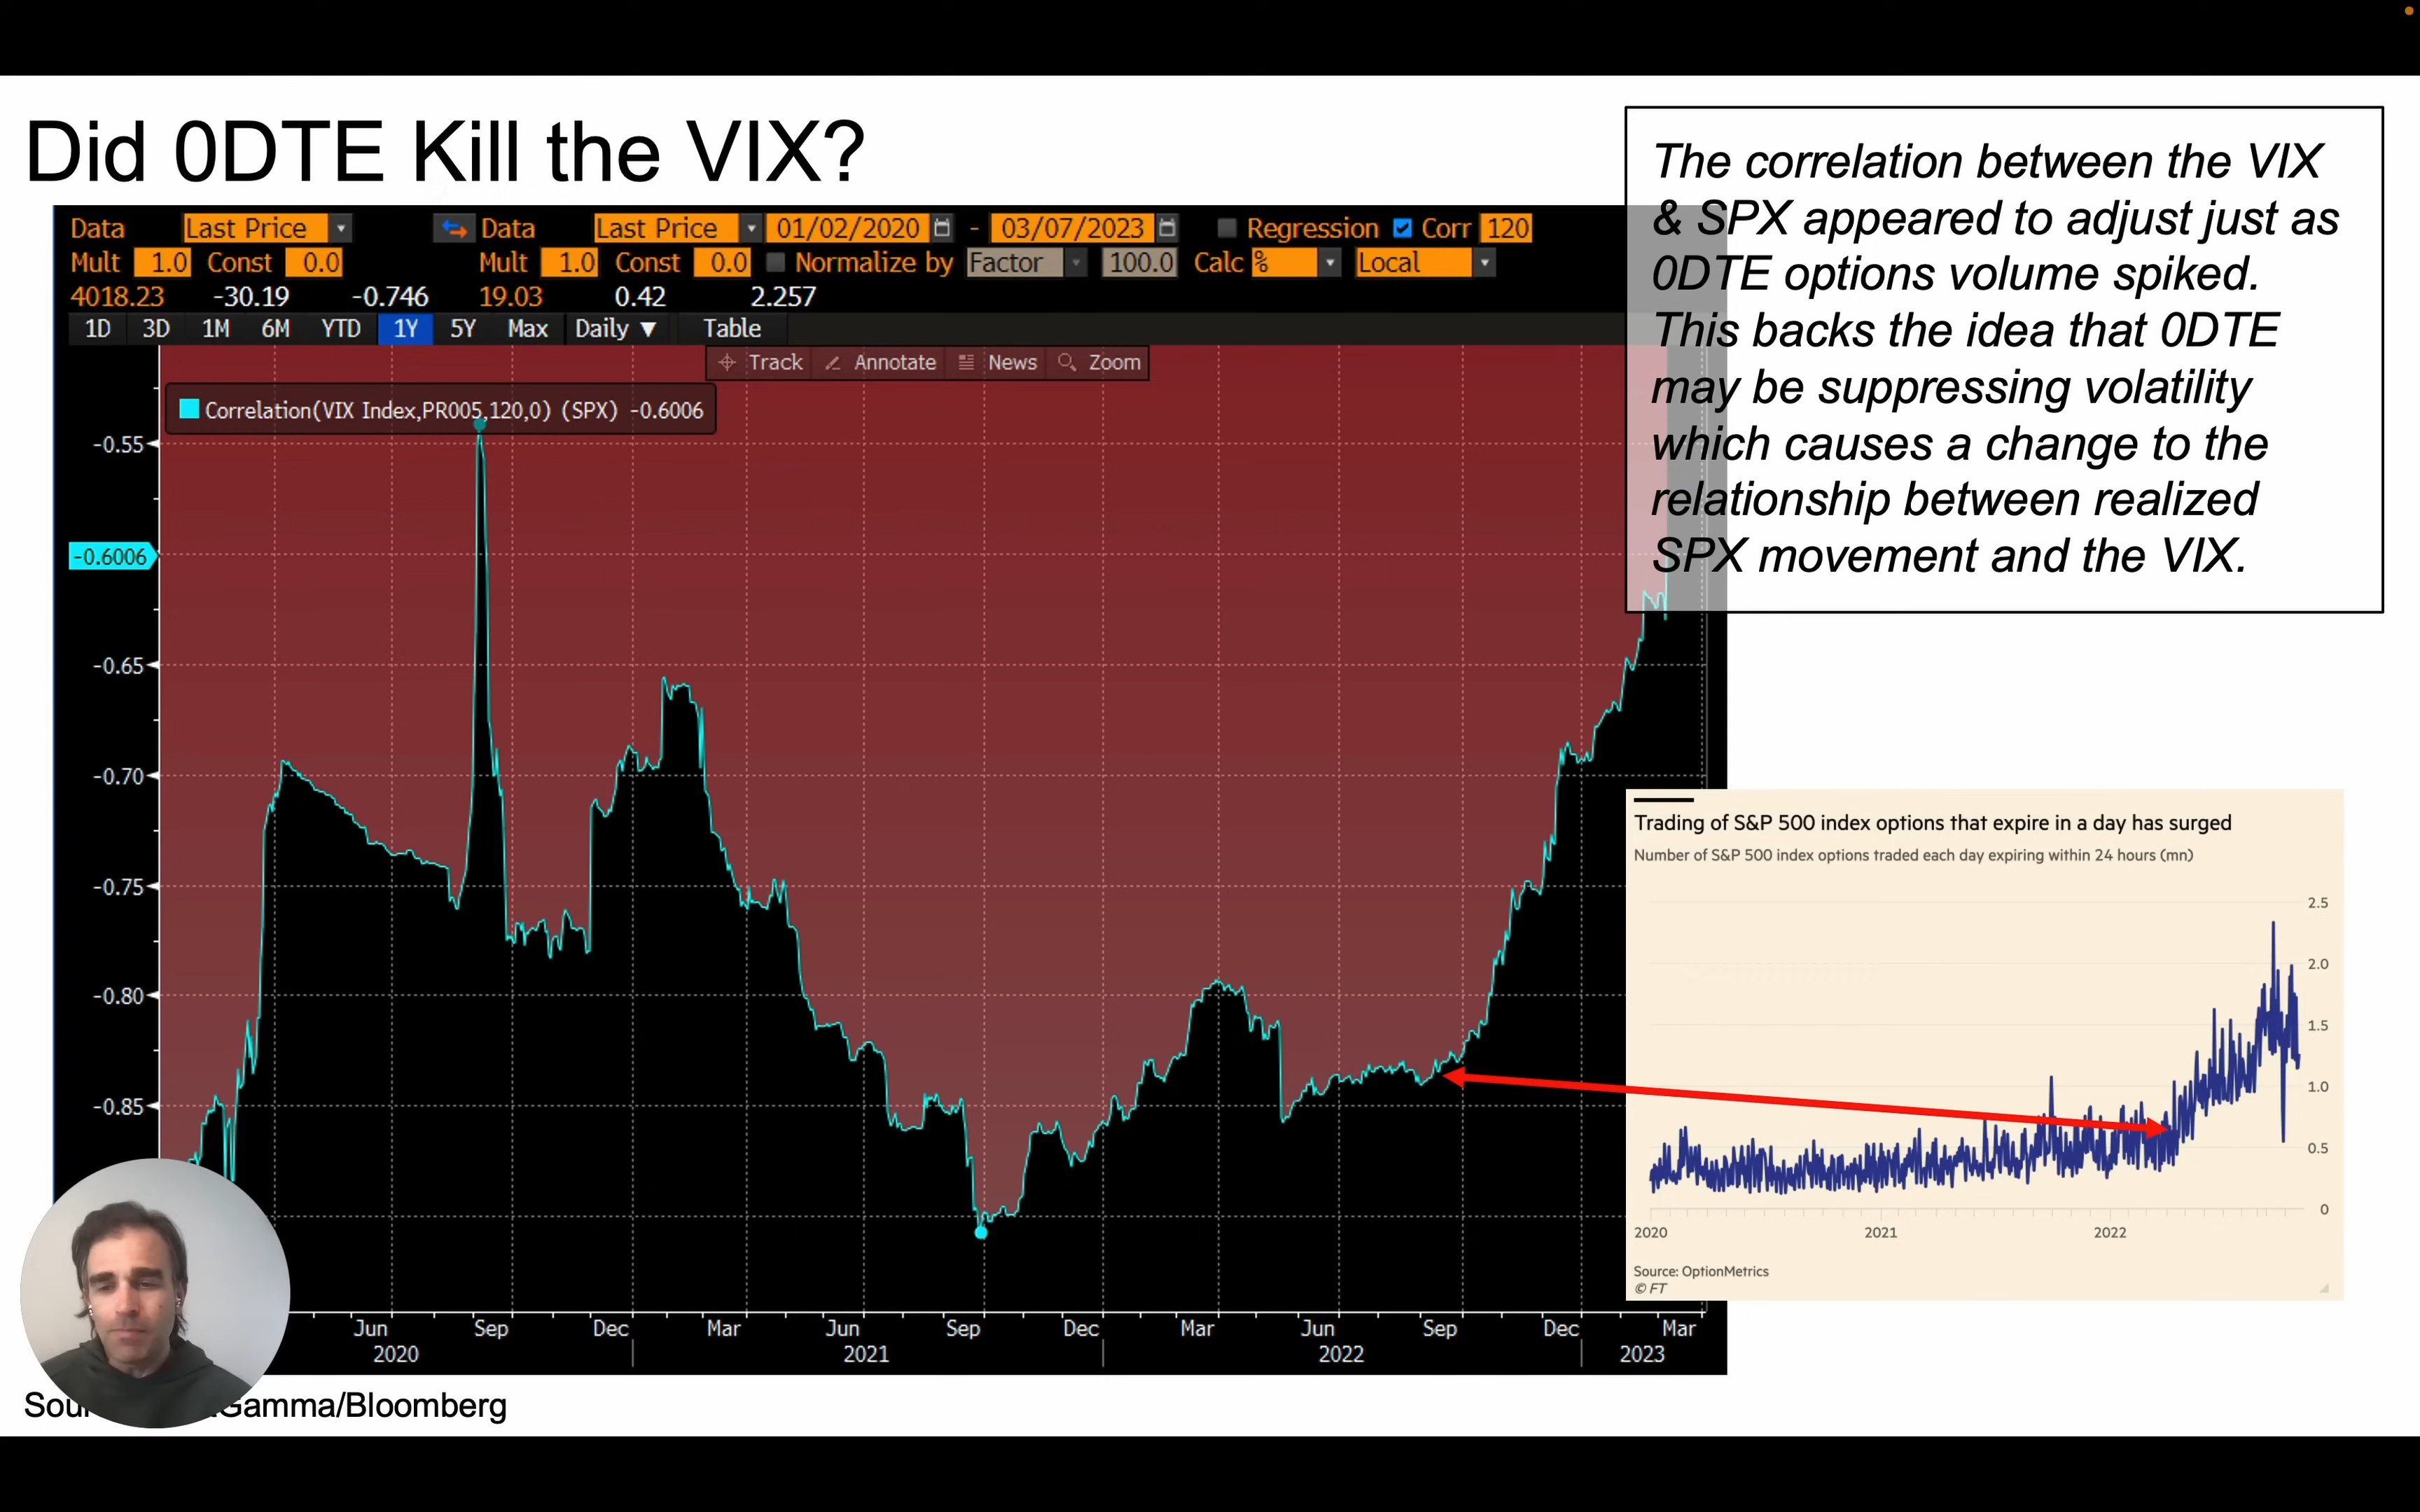 Did 0DTE Kill the VIX?
The correlation between the VIX
& SPX appeared to adjust just as
0DTE options volume spiked.
This backs the idea that 0DTE
may be suppressing volatility
which causes a change to the
relationship between realized
SPX movement and the VIX.
Data Last Price Data Last Price 01/02/2020 - 03/07/2023 Regression Corr 120
Mult 1.0 Const 0.0 Mult 1.0 Const 0.0 Normalize by Factor 100.0 Calc % Local
4018.23 -30.19 -0.746 19.03 0.42 2.257
1D 3D 1M 6M YTD 1Y 5Y Max Daily ▼ Table
Track Annotate News Zoom
Correlation(VIX Index,PR005,120,0) (SPX) -0.6006
-0.55
-0.6006
-0.65
-0.70
-0.75
-0.80
-0.85
Jun Sep Dec Mar Jun Sep Dec Mar Jun Sep Dec Mar
2020 2021 2022 2023
Trading of S&P 500 index options that expire in a day has surged
Number of S&P 500 index options traded each day expiring within 24 hours (mn)
2.5
2.0
1.5
1.0
0.5
0
2020 2021 2022
Source: OptionMetrics
© FT
Gamma/Bloomberg